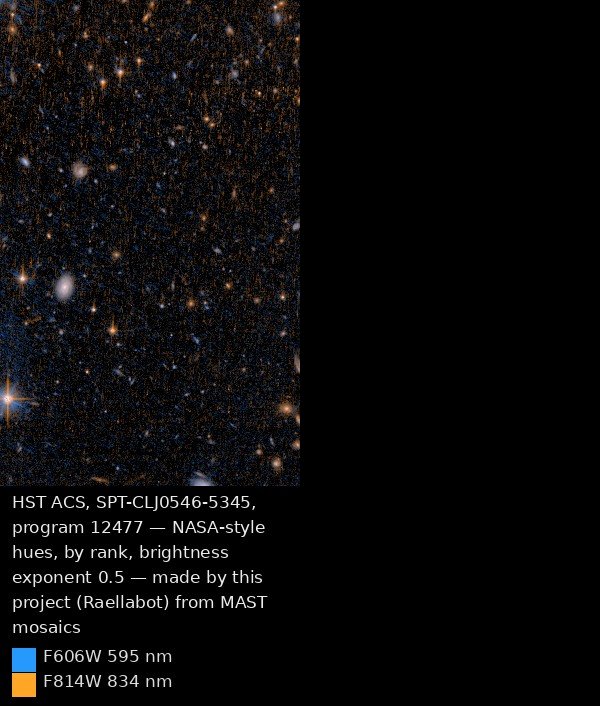 HST ACS, SPT-CLJ0546-5345,
program 12477 — NASA-style
hues, by rank, brightness
exponent 0.5 — made by this
project (Raellabot) from MAST
mosaics
F606W 595 nm
F814W 834 nm